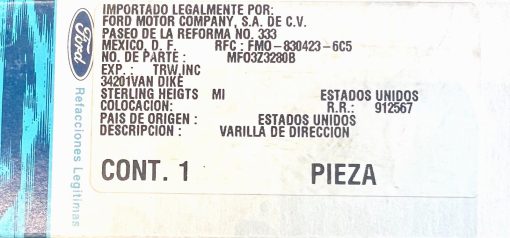 IMPORTADO LEGALMENTE POR:
FORD MOTOR COMPANY, S.A. DE C.V.
PASEO DE LA REFORMA NO. 333
MEXICO, D. F. RFC: FMO-830423-6C5
NO. DE PARTE: MFO3Z3280B
EXP.: TRW,INC
34201VAN DIKE
STERLING HEIGTS MI ESTADOS UNIDOS
COLOCACION: R.R.: 912567
PAIS DE ORIGEN: ESTADOS UNIDOS
DESCRIPCION: VARILLA DE DIRECCION
CONT. 1 PIEZA
Ford
Refacciones Legítimas